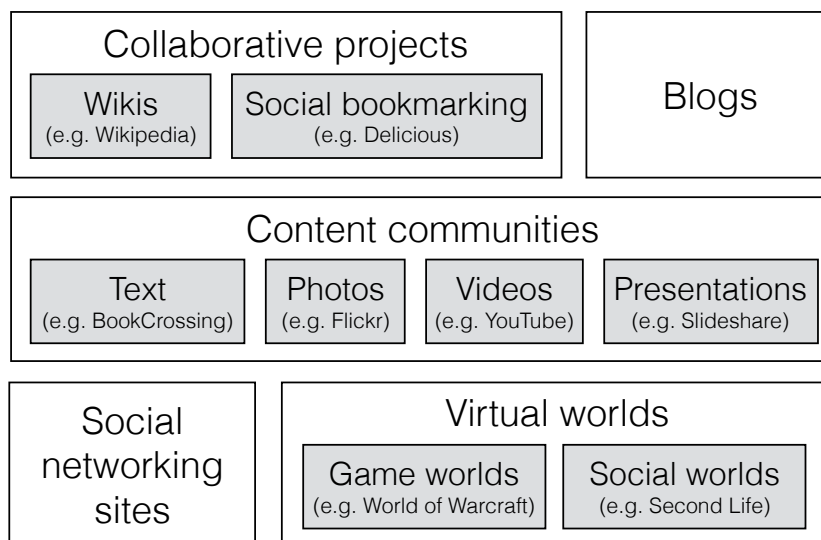 Collaborative projects
Wikis
(e.g. Wikipedia)
Social bookmarking
(e.g. Delicious)
Blogs
Content communities
Text
(e.g. BookCrossing)
Photos
(e.g. Flickr)
Videos
(e.g. YouTube)
Presentations
(e.g. Slideshare)
Social
networking
sites
Virtual worlds
Game worlds
(e.g. World of Warcraft)
Social worlds
(e.g. Second Life)